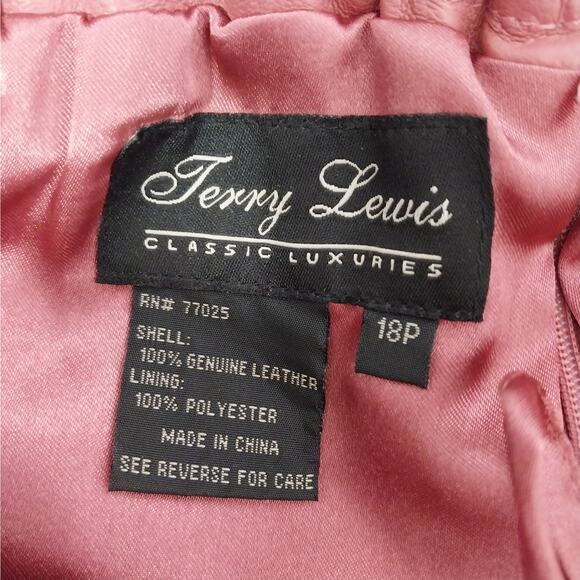 Terry Lewis
CLASSIC LUXURIES
RN# 77025
SHELL:
100% GENUINE LEATHER
LINING:
100% POLYESTER
MADE IN CHINA
SEE REVERSE FOR CARE
18P